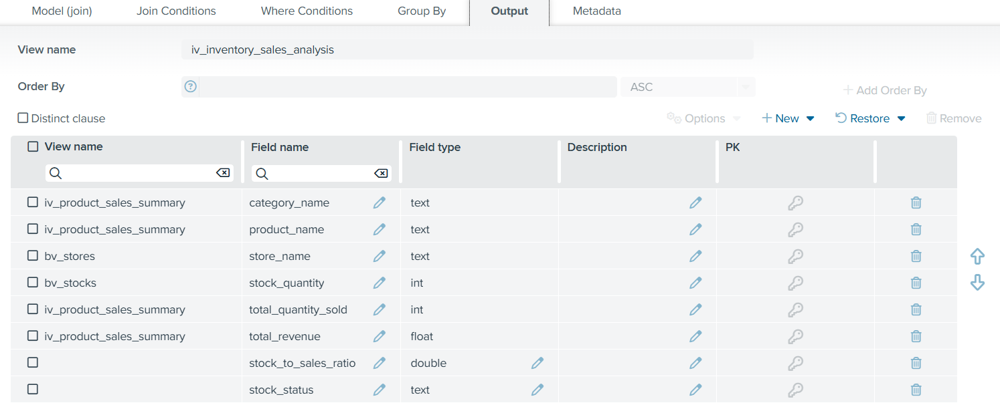 Model (join) Join Conditions Where Conditions Group By Output Metadata
View name iv_inventory_sales_analysis
Order By ? ASC + Add Order By
Distinct clause Options + New Restore Remove
View name Field name Field type Description PK
iv_product_sales_summary category_name text
iv_product_sales_summary product_name text
bv_stores store_name text
bv_stocks stock_quantity int
iv_product_sales_summary total_quantity_sold int
iv_product_sales_summary total_revenue float
stock_to_sales_ratio double
stock_status text